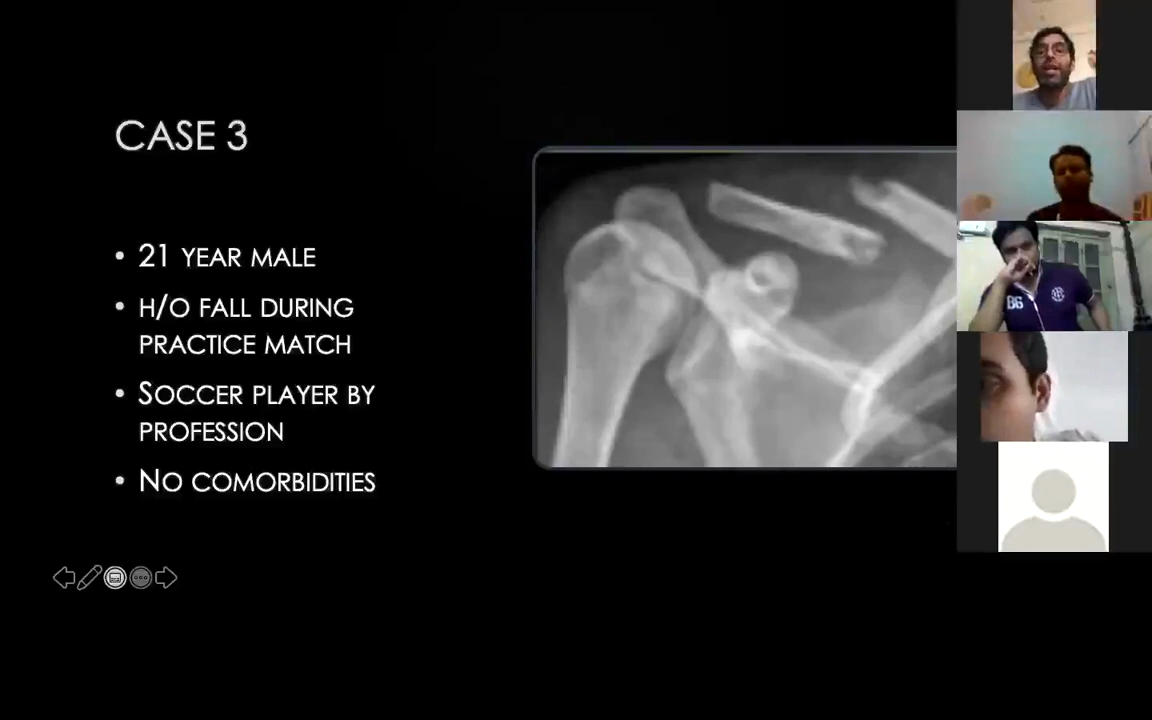 CASE 3
• 21 YEAR MALE
• H/O FALL DURING
PRACTICE MATCH
• SOCCER PLAYER BY
PROFESSION
• NO COMORBIDITIES